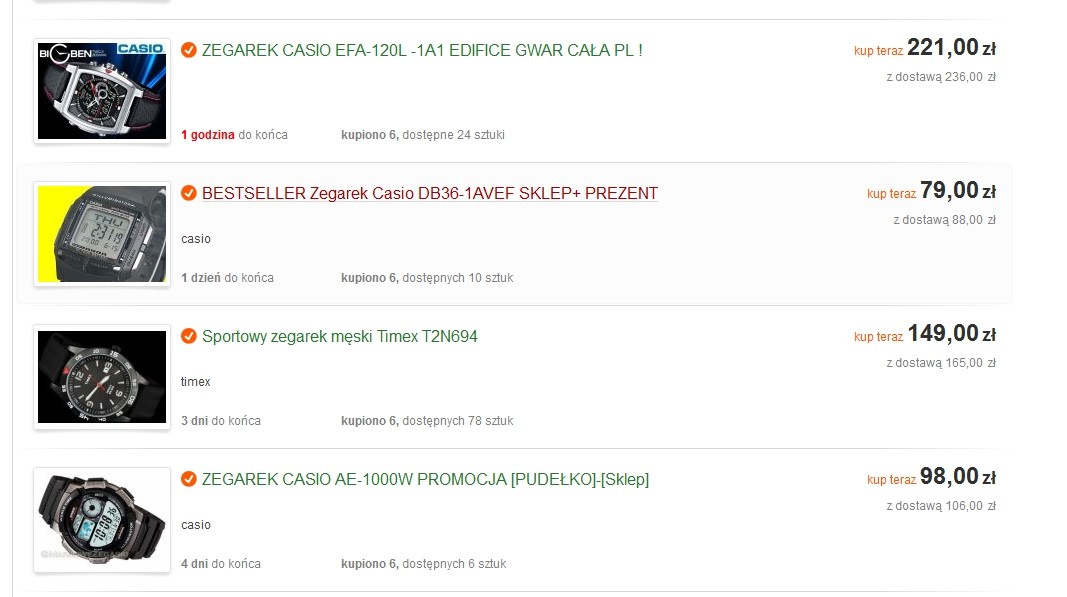 BIGBEN CASIO
ZEGAREK CASIO EFA-120L -1A1 EDIFICE GWAR CAŁA PL !
kup teraz 221,00 zł
z dostawą 236,00 zł
1 godzina do końca kupiono 6, dostępne 24 sztuki
BESTSELLER Zegarek Casio DB36-1AVEF SKLEP+ PREZENT
kup teraz 79,00 zł
z dostawą 88,00 zł
casio
1 dzień do końca kupiono 6, dostępnych 10 sztuk
Sportowy zegarek męski Timex T2N694
kup teraz 149,00 zł
z dostawą 165,00 zł
timex
3 dni do końca kupiono 6, dostępnych 78 sztuk
ZEGAREK CASIO AE-1000W PROMOCJA [PUDEŁKO]-[Sklep]
kup teraz 98,00 zł
z dostawą 106,00 zł
casio
4 dni do końca kupiono 6, dostępnych 6 sztuk